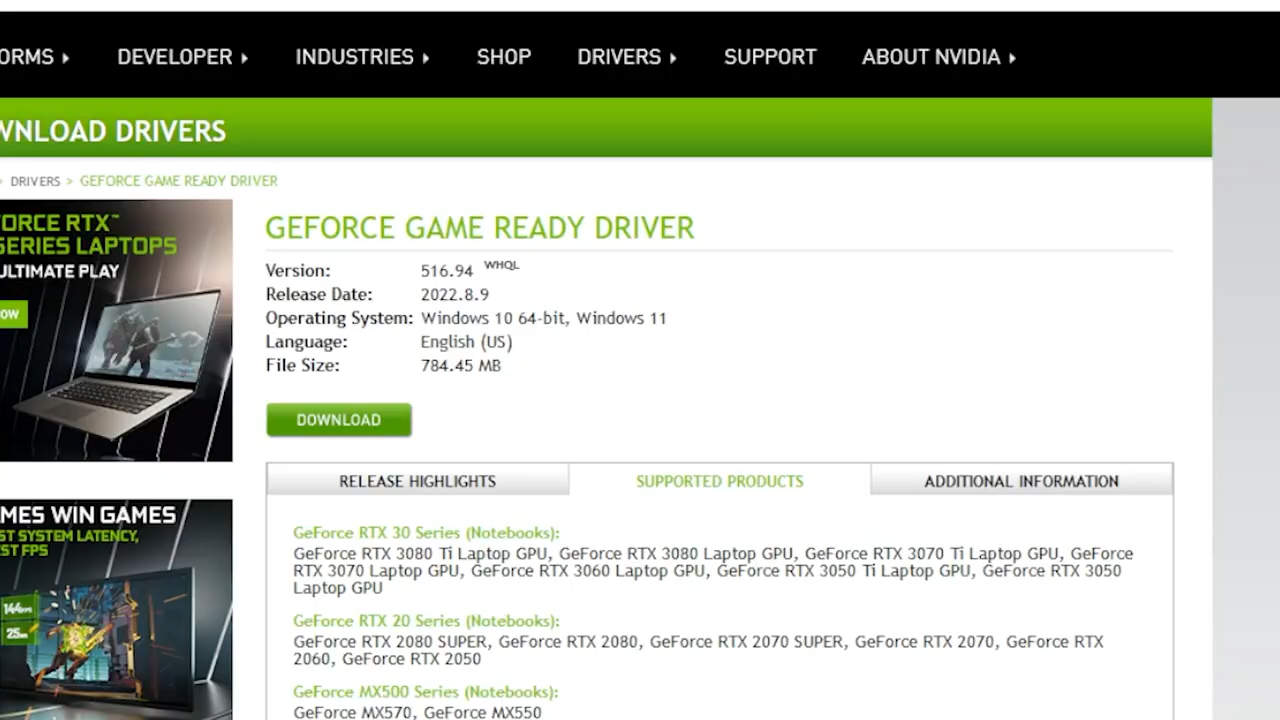 ORMS
DEVELOPER
INDUSTRIES
SHOP
DRIVERS
SUPPORT
ABOUT NVIDIA
WNLOAD DRIVERS
> DRIVERS > GEFORCE GAME READY DRIVER
FORCE RTX™
SERIES LAPTOPS
ULTIMATE PLAY
OW
GEFORCE GAME READY DRIVER
Version: 516.94 WHQL
Release Date: 2022.8.9
Operating System: Windows 10 64-bit, Windows 11
Language: English (US)
File Size: 784.45 MB
DOWNLOAD
RELEASE HIGHLIGHTS
SUPPORTED PRODUCTS
ADDITIONAL INFORMATION
MES WIN GAMES
ST SYSTEM LATENCY,
ST FPS
144FPS
25ms
GeForce RTX 30 Series (Notebooks):
GeForce RTX 3080 Ti Laptop GPU, GeForce RTX 3080 Laptop GPU, GeForce RTX 3070 Ti Laptop GPU, GeForce
RTX 3070 Laptop GPU, GeForce RTX 3060 Laptop GPU, GeForce RTX 3050 Ti Laptop GPU, GeForce RTX 3050
Laptop GPU
GeForce RTX 20 Series (Notebooks):
GeForce RTX 2080 SUPER, GeForce RTX 2080, GeForce RTX 2070 SUPER, GeForce RTX 2070, GeForce RTX
2060, GeForce RTX 2050
GeForce MX500 Series (Notebooks):
GeForce MX570, GeForce MX550